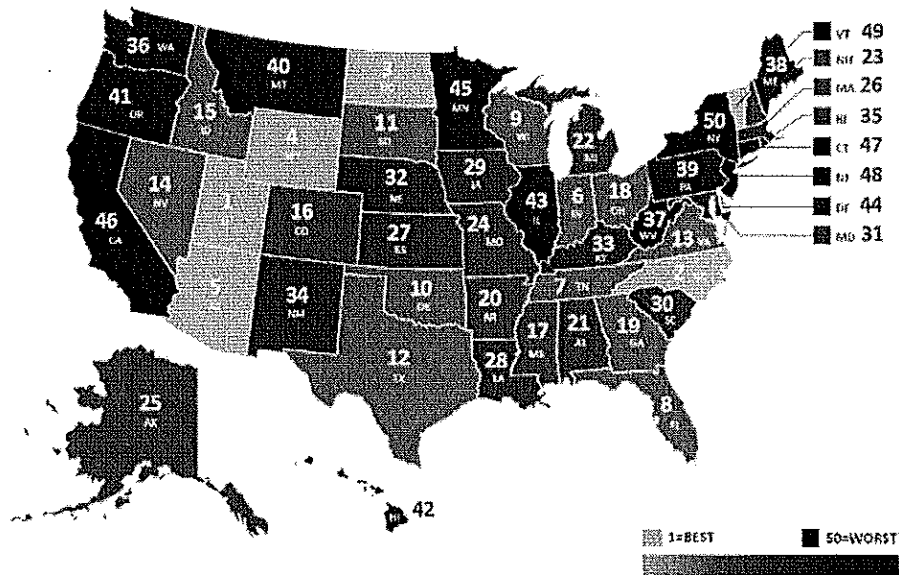 36 WA
40
MT
3
45
MN
38
VT 49
NH 23
MA 26
RI 35
CT 47
NJ 48
DE 44
MD 31
41
OR
15
ID
4
11
SD
9
WI
22
50
NY
39
PA
14
NV
1
32
NE
29
IA
43
IL
6
IN
18
OH
37
WV
13
VA
46
CA
16
CO
27
KS
24
MO
33
KY
5
34
NM
10
OK
20
AR
7 TN
2
30
SC
17
MS
21
AL
19
GA
12
TX
28
LA
8
FL
25
AK
HI 42
1=BEST
50=WORST